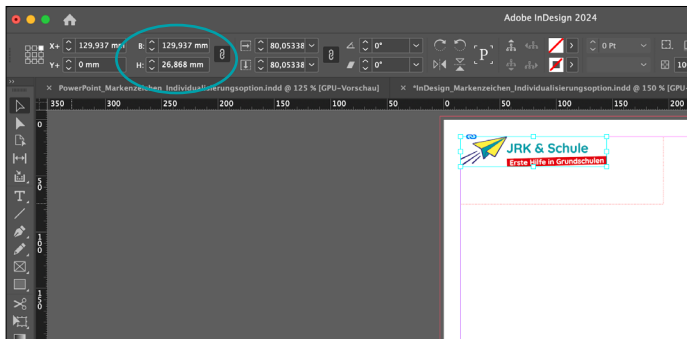 Adobe InDesign 2024
X+ 129,937 mm B: 129,937 mm 80,05338 0° 0 Pt
Y+ 0 mm H: 26,868 mm 80,05338 0° P
× PowerPoint_Markenzeichen_Individualisierungsoption.indd @ 125 % [GPU-Vorschau] × *InDesign_Markenzeichen_Individualisierungsoption.indd @ 150 % [GPU-
350 300 250 200 150 100 50 0 50 100 150 200
0
50
100
150
JRK & Schule
Erste Hilfe in Grundschulen